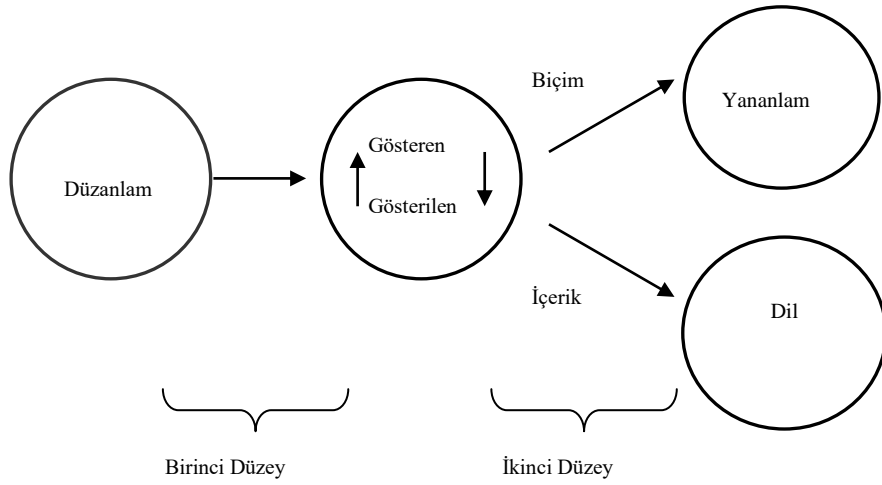 Biçim
Yananlam
Gösteren
Düzanlam
Gösterilen
İçerik
Dil
Birinci Düzey
İkinci Düzey